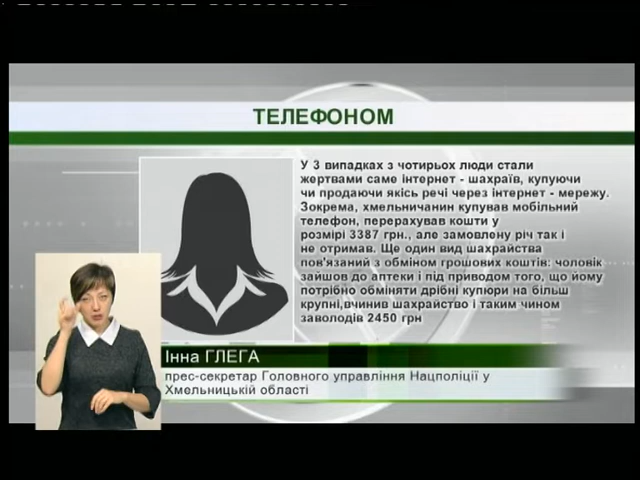 ТЕЛЕФОНОМ
У 3 випадках з чотирьох люди стали
жертвами саме інтернет - шахраїв, купуючи
чи продаючи якісь речі через інтернет - мережу.
Зокрема, хмельничанин купував мобільний
телефон, перерахував кошти у
розмірі 3387 грн., але замовлену річ так і
не отримав. Ще один вид шахрайства
пов'язаний з обміном грошових коштів: чоловік
зайшов до аптеки і під приводом того, що йому
потрібно обміняти дрібні купюри на більш
крупні,вчинив шахрайство і таким чином
заволодів 2450 грн
Інна ГЛЕГА
прес-секретар Головного управління Нацполіції у
Хмельницькій області